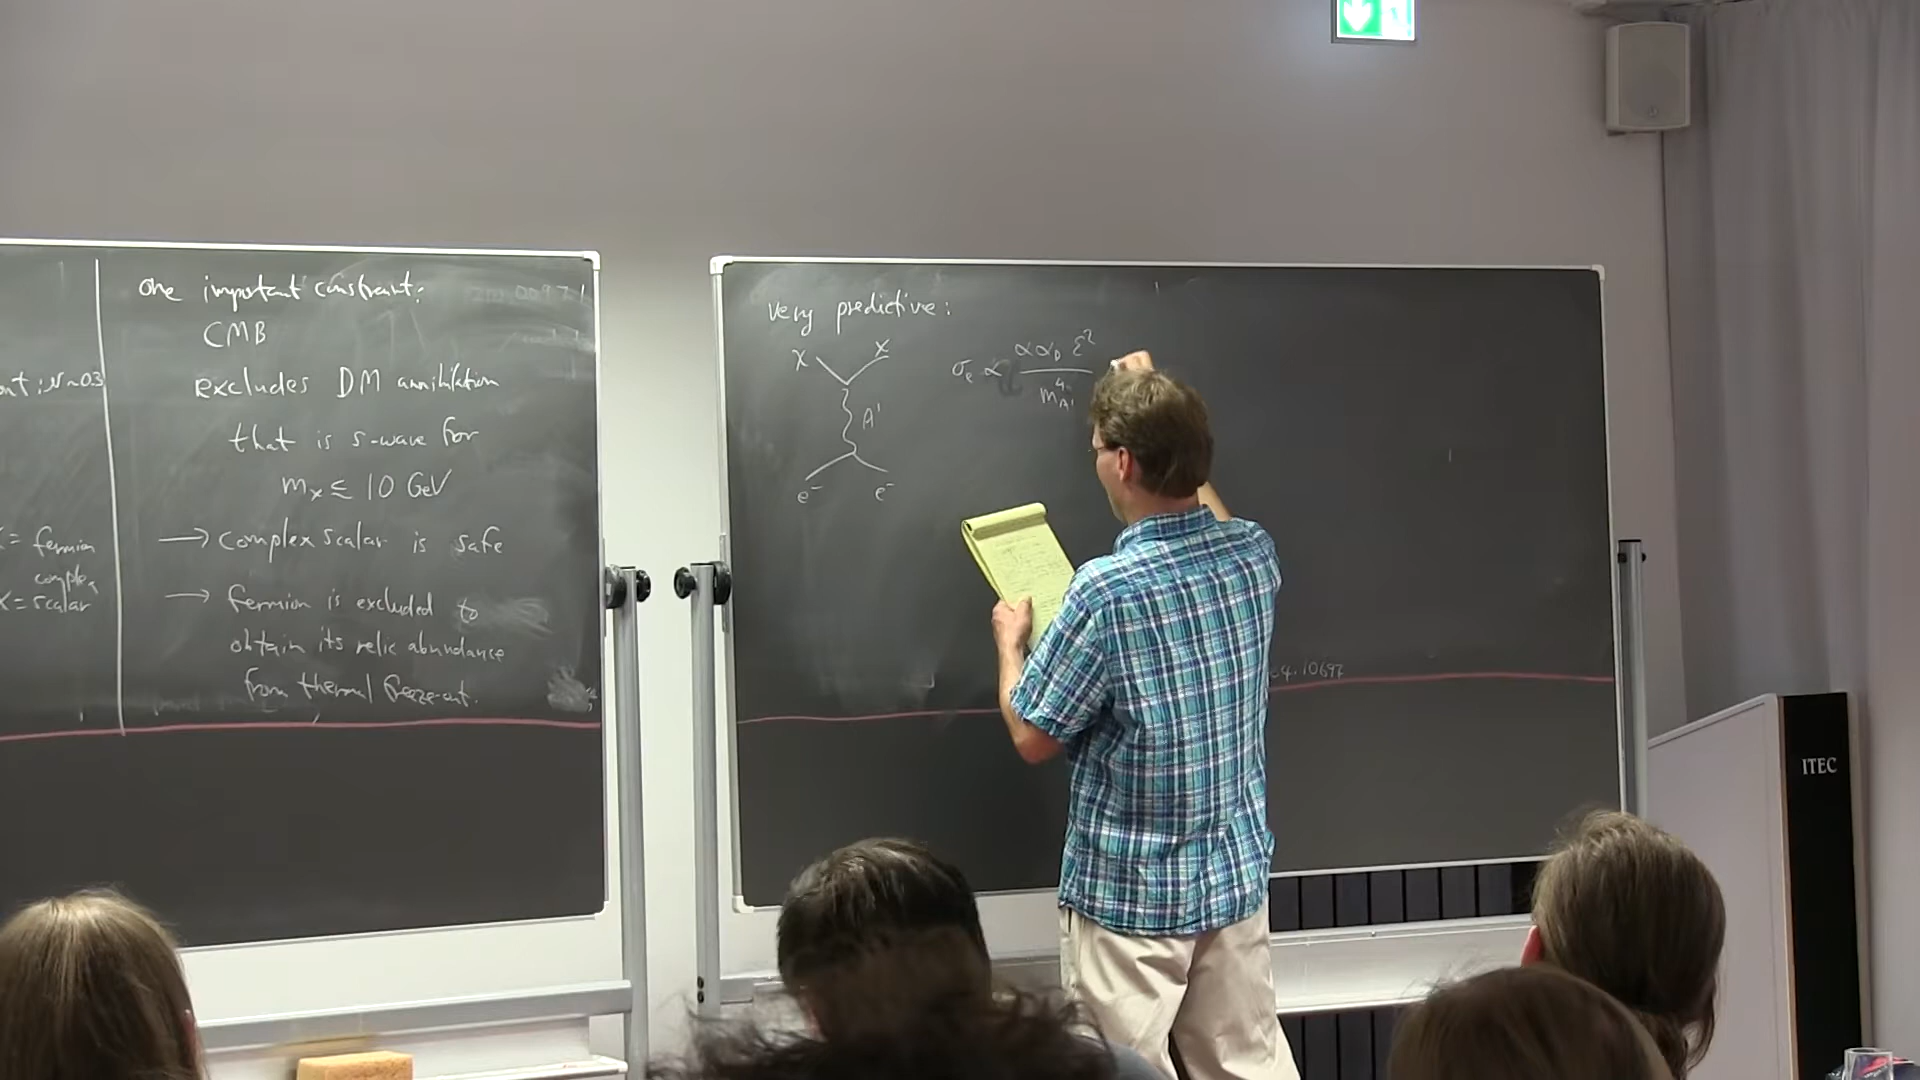 one important constraint:
CMB
excludes DM annihilation
that is s-wave for
mχ ≲ 10 GeV
→ complex scalar is safe
→ fermion is excluded to
obtain its relic abundance
from thermal freeze-out.
χ = fermion
complex
χ = scalar
very predictive:
χ χ
A'
e⁻ e⁻
σₑ ∝ α α_D ε² / m_A'⁴
ITEC